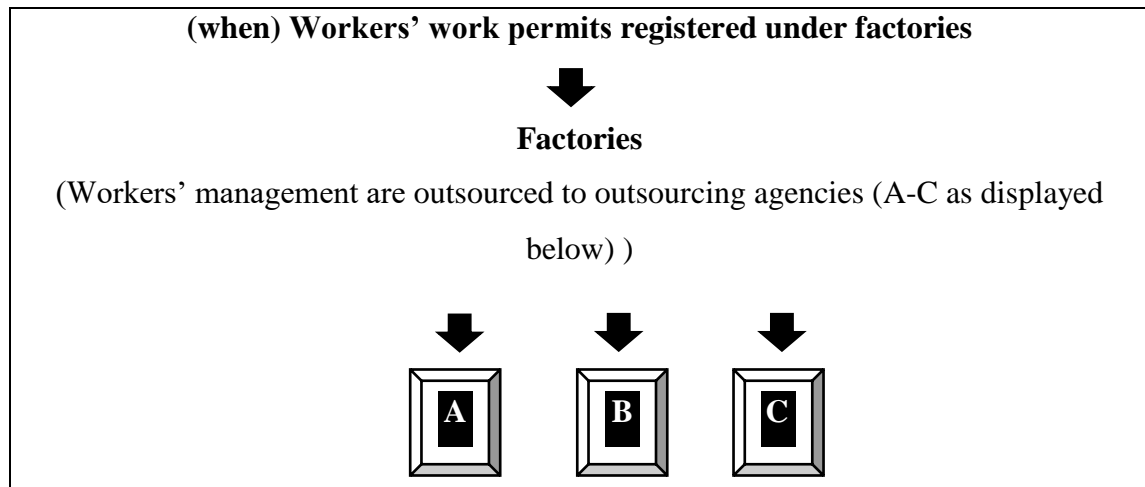 (when) Workers’ work permits registered under factories
Factories
(Workers’ management are outsourced to outsourcing agencies (A-C as displayed
below) )
A B C